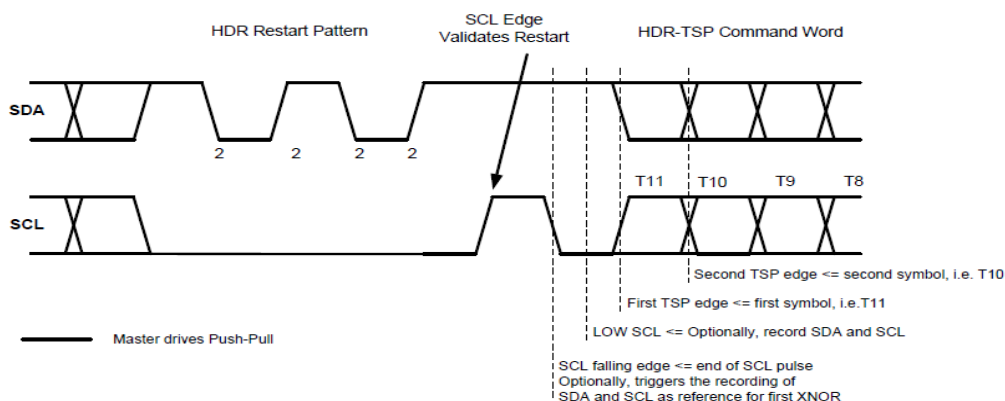 HDR Restart Pattern
SCL Edge
Validates Restart
HDR-TSP Command Word
SDA
2 2 2 2
T11 T10 T9 T8
SCL
Second TSP edge <= second symbol, i.e. T10
First TSP edge <= first symbol, i.e.T11
LOW SCL <= Optionally, record SDA and SCL
Master drives Push-Pull
SCL falling edge <= end of SCL pulse
Optionally, triggers the recording of
SDA and SCL as reference for first XNOR